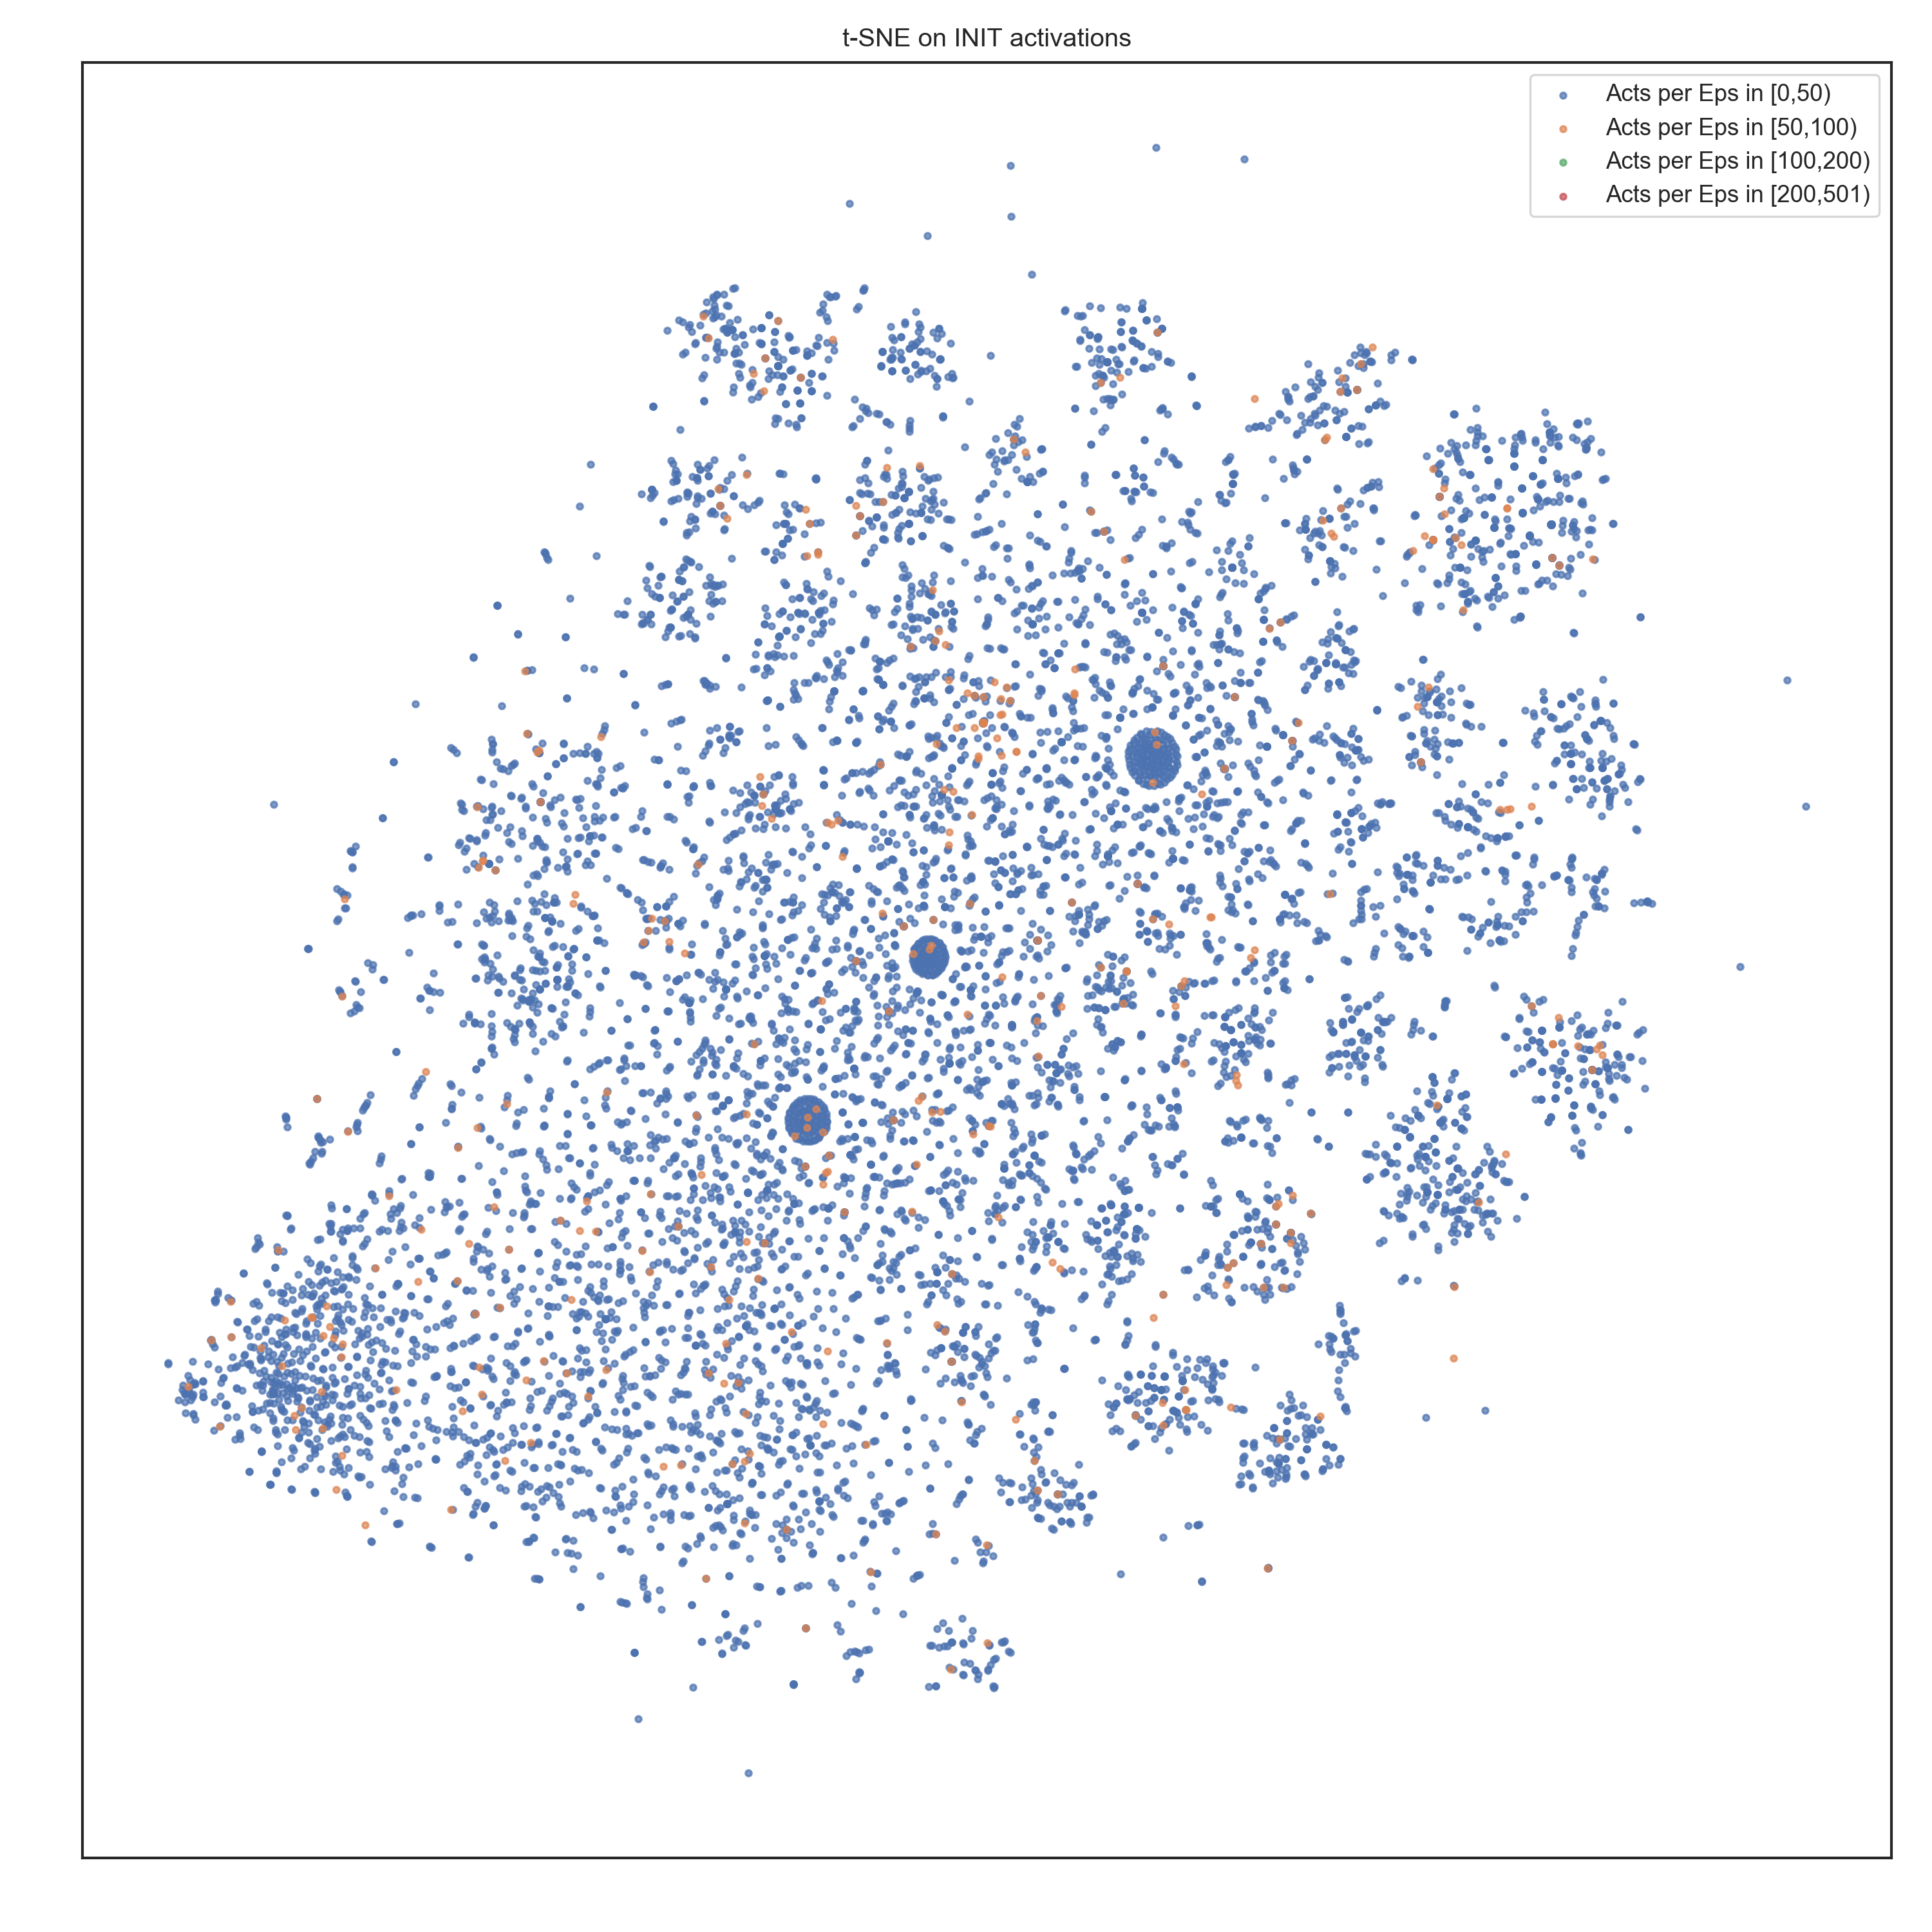 t-SNE on INIT activations
Acts per Eps in [0,50)
Acts per Eps in [50,100)
Acts per Eps in [100,200)
Acts per Eps in [200,501)